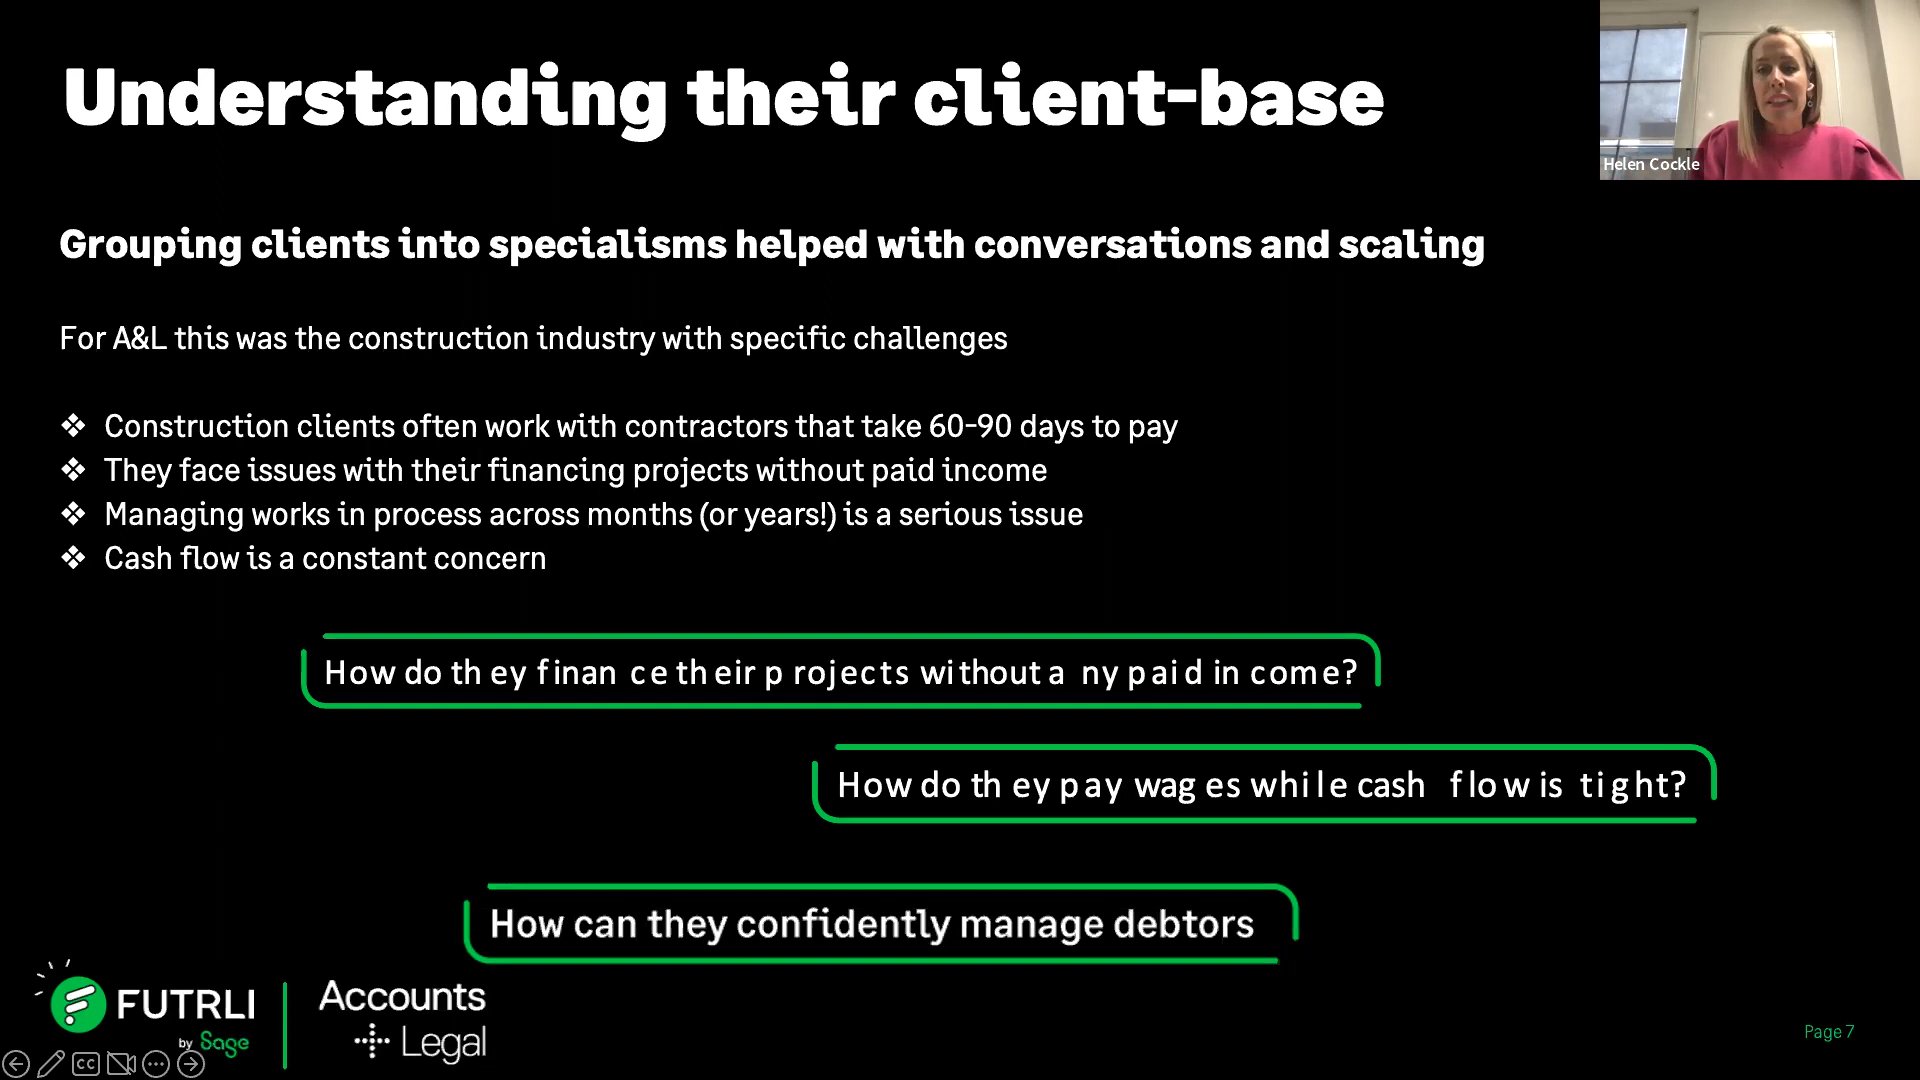 Understanding their client-base
Helen Cockle
Grouping clients into specialisms helped with conversations and scaling
For A&L this was the construction industry with specific challenges
❖ Construction clients often work with contractors that take 60-90 days to pay
❖ They face issues with their financing projects without paid income
❖ Managing works in process across months (or years!) is a serious issue
❖ Cash flow is a constant concern
How do they finance their projects without any paid income?
How do they pay wages while cash flow is tight?
How can they confidently manage debtors
FUTRLI
by Sage
Accounts
Legal
Page 7
CC